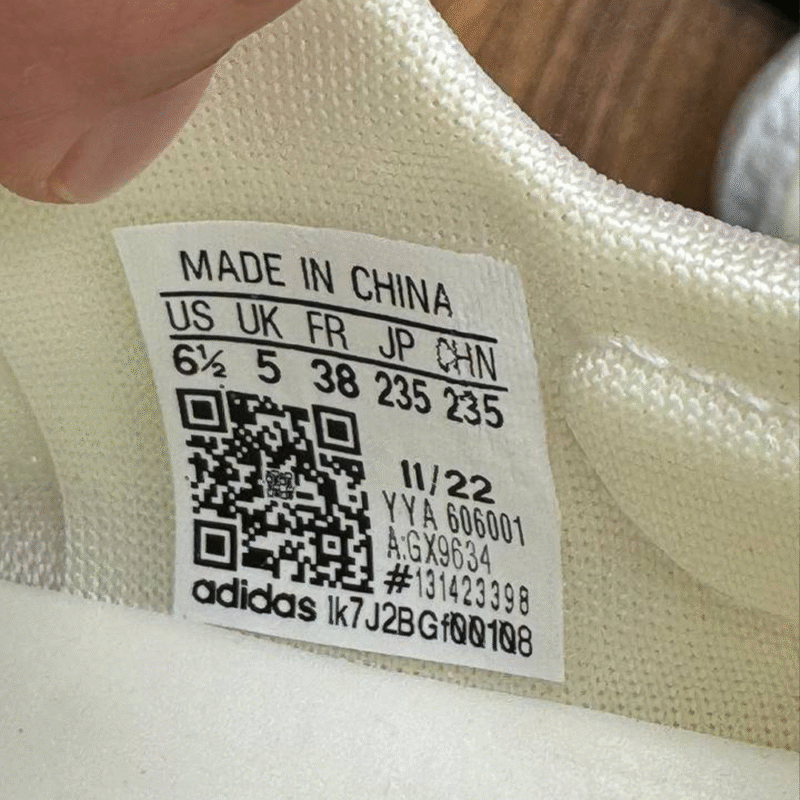 MADE IN CHINA
US UK FR JP CHN
6½ 5 38 235 235
11/22
YYA 606001
A:GX9634
#131423398
adidas 1k7J2BGf00108